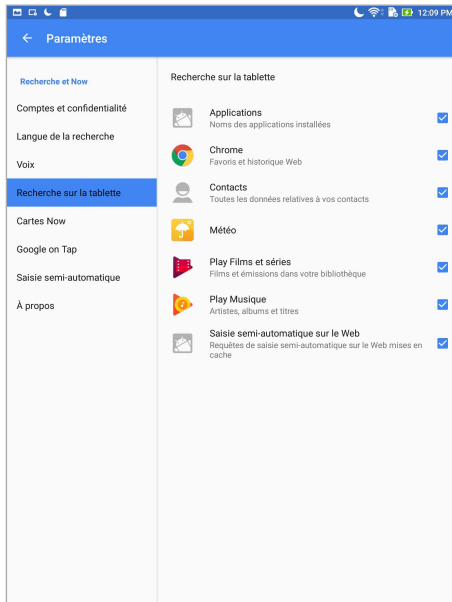 12:09 PM
Paramètres
Recherche et Now
Comptes et confidentialité
Langue de la recherche
Voix
Recherche sur la tablette
Cartes Now
Google on Tap
Saisie semi-automatique
À propos
Recherche sur la tablette
Applications
Noms des applications installées
Chrome
Favoris et historique Web
Contacts
Toutes les données relatives à vos contacts
Météo
Play Films et séries
Films et émissions dans votre bibliothèque
Play Musique
Artistes, albums et titres
Saisie semi-automatique sur le Web
Requêtes de saisie semi-automatique sur le Web mises en
cache